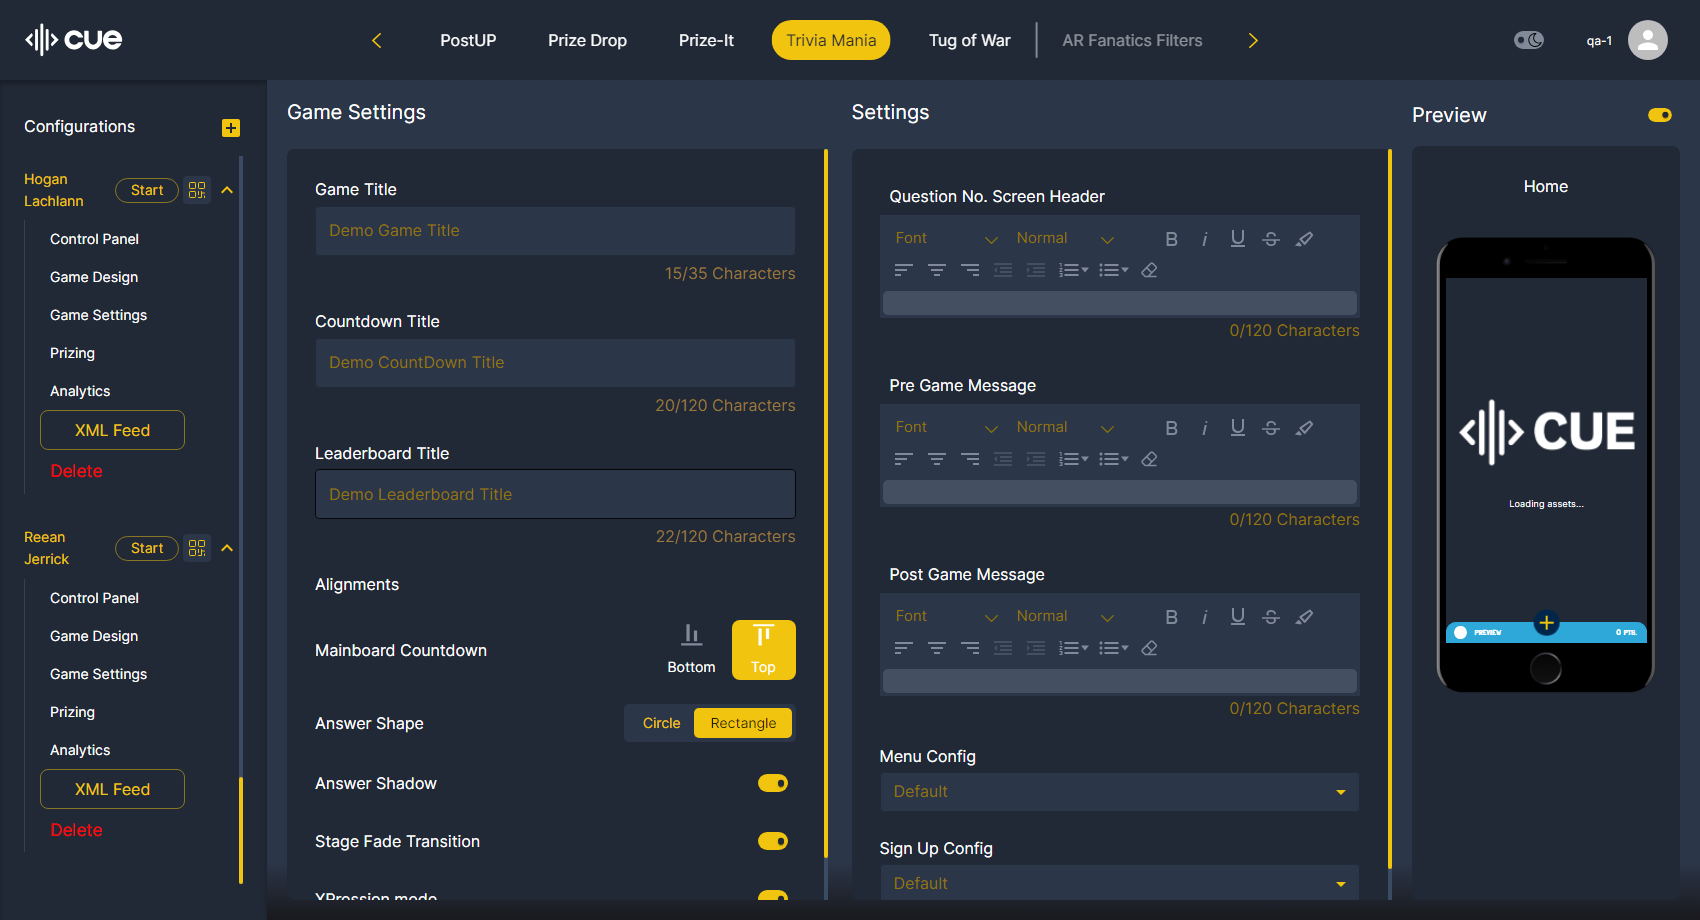 CUE
PostUP
Prize Drop
Prize-It
Trivia Mania
Tug of War
AR Fanatics Filters
qa-1
Configurations
Hogan
Lachlann
Start
Control Panel
Game Design
Game Settings
Prizing
Analytics
XML Feed
Delete
Reean
Jerrick
Start
Control Panel
Game Design
Game Settings
Prizing
Analytics
XML Feed
Delete
Game Settings
Game Title
Demo Game Title
15/35 Characters
Countdown Title
Demo CountDown Title
20/120 Characters
Leaderboard Title
Demo Leaderboard Title
22/120 Characters
Alignments
Mainboard Countdown
Bottom
Top
Answer Shape
Circle
Rectangle
Answer Shadow
Stage Fade Transition
XPression mode
Settings
Question No. Screen Header
Font
Normal
B i U S
0/120 Characters
Pre Game Message
Font
Normal
B i U S
0/120 Characters
Post Game Message
Font
Normal
B i U S
0/120 Characters
Menu Config
Default
Sign Up Config
Default
Preview
Home
CUE
Loading assets...
PREVIEW
0 PTS.